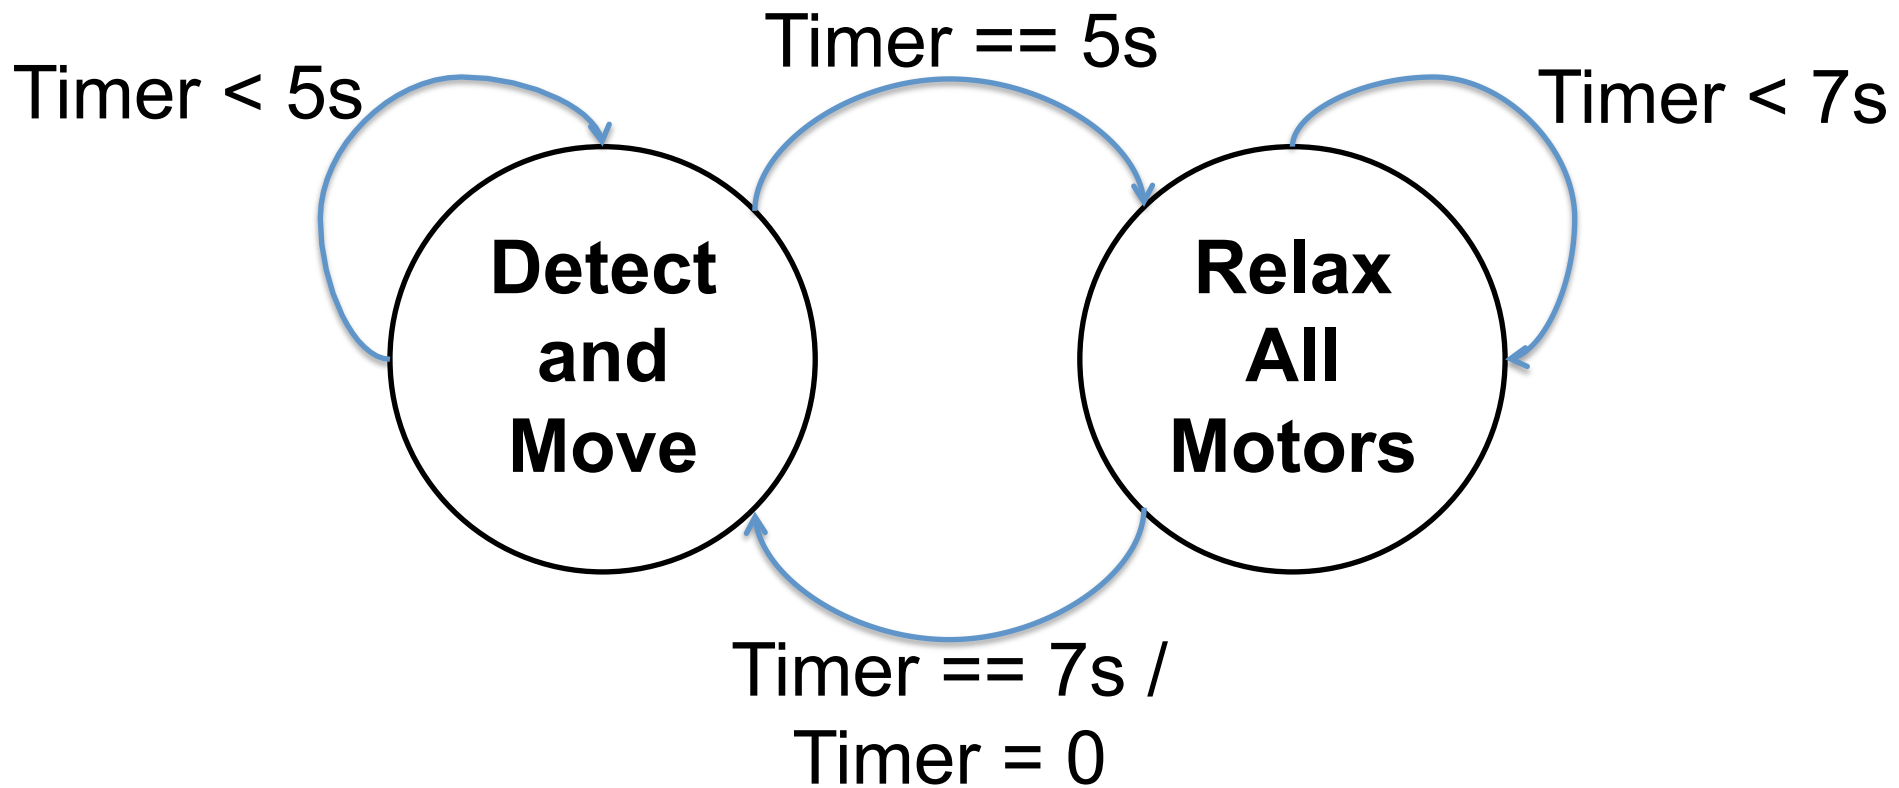 Timer == 5s
Timer < 5s
Timer < 7s
Detect
and
Move
Relax
All
Motors
Timer == 7s /
Timer = 0